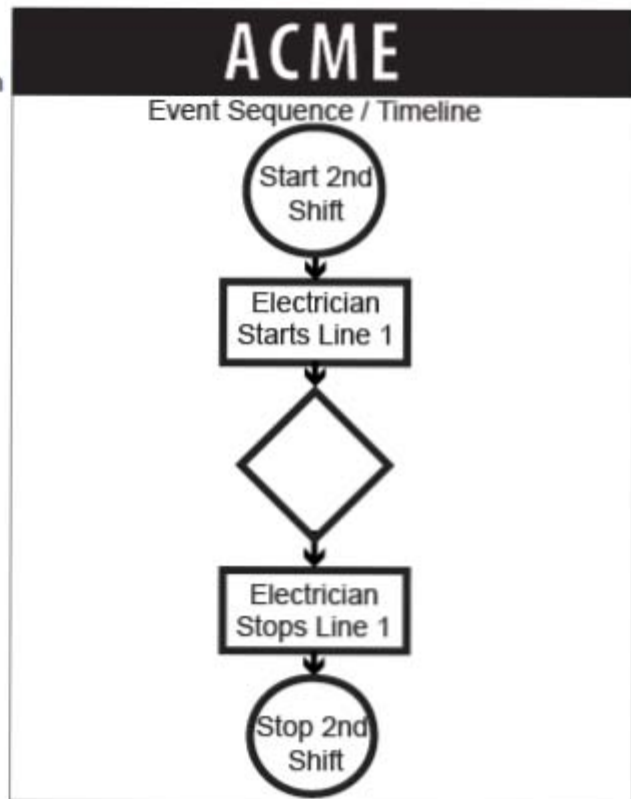 ACME
Event Sequence / Timeline
Start 2nd
Shift
Electrician
Starts Line 1
Electrician
Stops Line 1
Stop 2nd
Shift